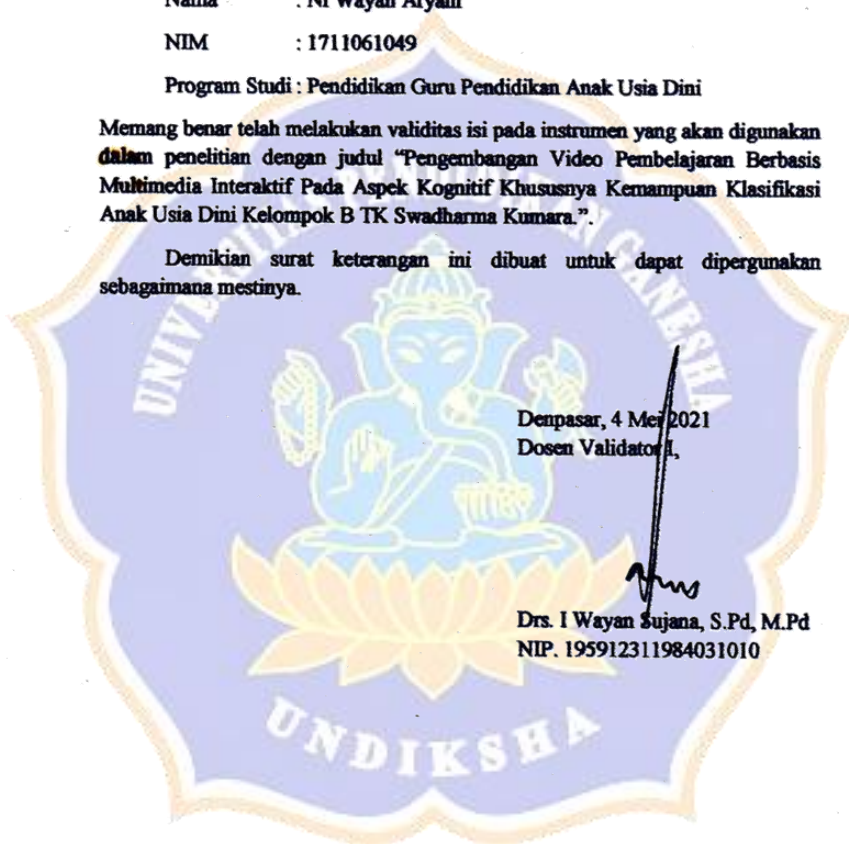 Nama : Ni Wayan Aryani
NIM : 1711061049
Program Studi : Pendidikan Guru Pendidikan Anak Usia Dini
Memang benar telah melakukan validitas isi pada instrumen yang akan digunakan
dalam penelitian dengan judul “Pengembangan Video Pembelajaran Berbasis
Multimedia Interaktif Pada Aspek Kognitif Khususnya Kemampuan Klasifikasi
Anak Usia Dini Kelompok B TK Swadharma Kumara.”.
Demikian surat keterangan ini dibuat untuk dapat dipergunakan
sebagaimana mestinya.
UNIVERSITAS PENDIDIKAN GANESHA
Denpasar, 4 Mei 2021
Dosen Validator I,
Drs. I Wayan Sujana, S.Pd, M.Pd
NIP. 195912311984031010
UNDIKSHA